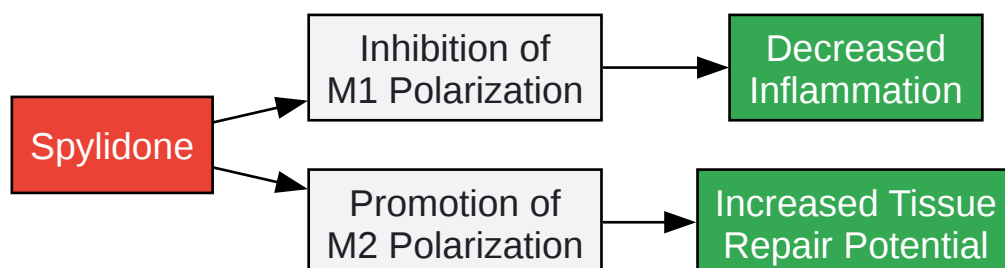 Spylidone
Inhibition of
M1 Polarization
Decreased
Inflammation
Promotion of
M2 Polarization
Increased Tissue
Repair Potential